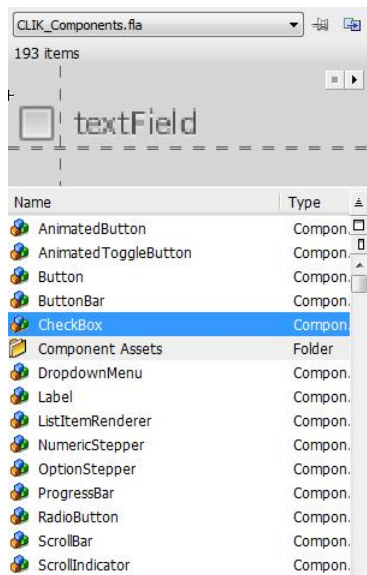 CLIK_Components.fla
193 items
textField
Name Type
AnimatedButton Compon.
AnimatedToggleButton Compon.
Button Compon.
ButtonBar Compon.
CheckBox Compon.
Component Assets Folder
DropdownMenu Compon.
Label Compon.
ListItemRenderer Compon.
NumericStepper Compon.
OptionStepper Compon.
ProgressBar Compon.
RadioButton Compon.
ScrollBar Compon.
ScrollIndicator Compon.